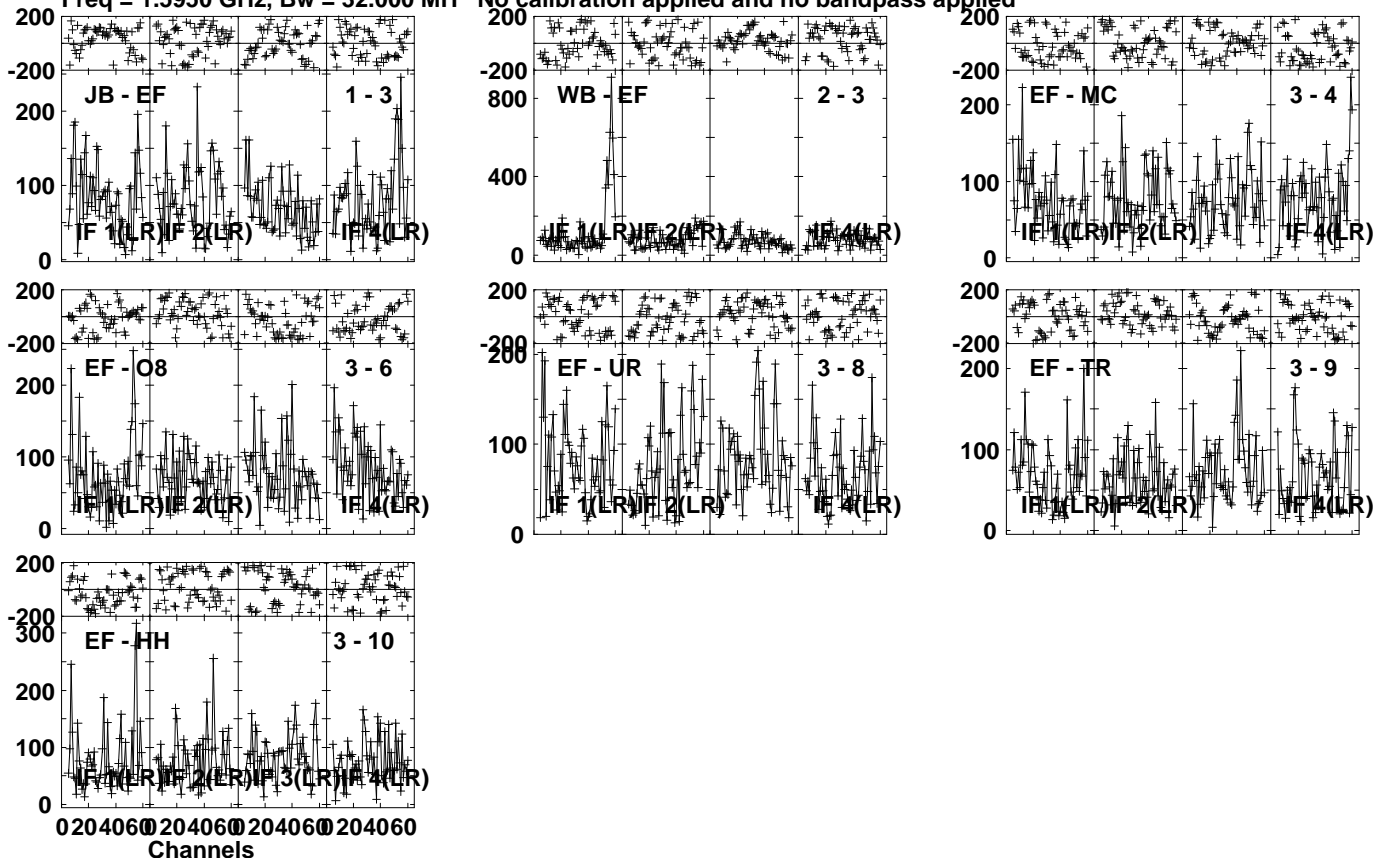 Freq = 1.5950 GHz, Bw = 32.000 MH No calibration applied and no bandpass applied
200
-200
JB - EF 1 - 3
200
100
0
IF 1(LR) IF 2(LR) IF 4(LR)
200
-200
WB - EF 2 - 3
800
400
0
IF 1(LR) IF 2(LR) IF 4(LR)
200
-200
EF - MC 3 - 4
200
100
0
IF 1(LR) IF 2(LR) IF 4(LR)
200
-200
EF - O8 3 - 6
200
100
0
IF 1(LR) IF 2(LR) IF 4(LR)
200
-200
200
EF - UR 3 - 8
100
0
IF 1(LR) IF 2(LR) IF 4(LR)
200
-200
EF - TR 3 - 9
200
100
0
IF 1(LR) IF 2(LR) IF 4(LR)
200
-200
300
EF - HH 3 - 10
200
100
0
IF 1(LR) IF 2(LR) IF 3(LR) IF 4(LR)
0 20 40 60 0 20 40 60 0 20 40 60 0 20 40 60
Channels